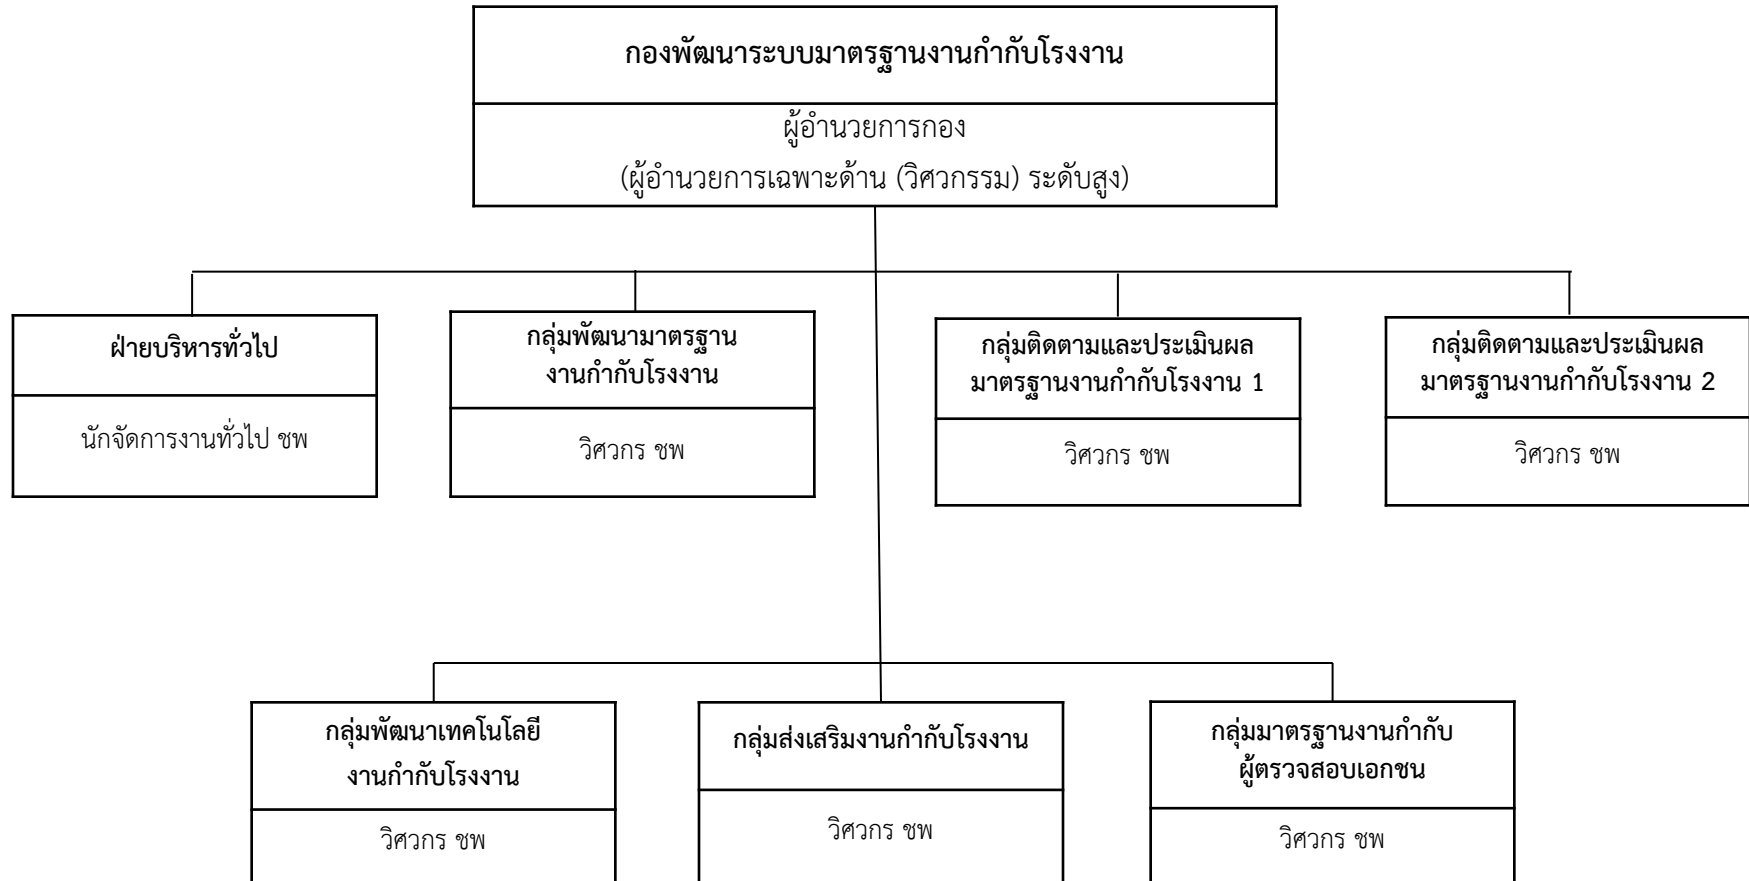 กองพัฒนาระบบมาตรฐานงานกำกับโรงงาน
ผู้อำนวยการกอง
(ผู้อำนวยการเฉพาะด้าน (วิศวกรรม) ระดับสูง)
ฝ่ายบริหารทั่วไป
นักจัดการงานทั่วไป ชพ
กลุ่มพัฒนามาตรฐาน
งานกำกับโรงงาน
วิศวกร ชพ
กลุ่มติดตามและประเมินผล
มาตรฐานงานกำกับโรงงาน 1
วิศวกร ชพ
กลุ่มติดตามและประเมินผล
มาตรฐานงานกำกับโรงงาน 2
วิศวกร ชพ
กลุ่มพัฒนาเทคโนโลยี
งานกำกับโรงงาน
วิศวกร ชพ
กลุ่มส่งเสริมงานกำกับโรงงาน
วิศวกร ชพ
กลุ่มมาตรฐานงานกำกับ
ผู้ตรวจสอบเอกชน
วิศวกร ชพ